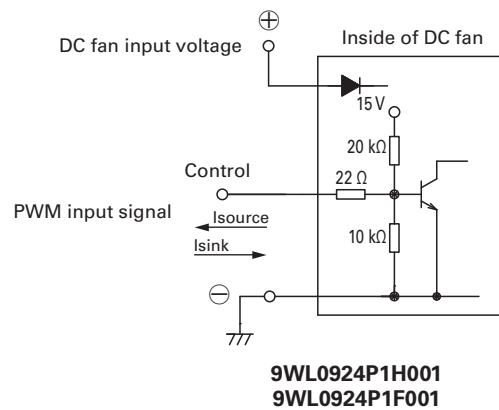 ⊕
Inside of DC fan
DC fan input voltage
15 V
20 kΩ
Control
22 Ω
PWM input signal
Isource
Isink
10 kΩ
⊖
9WL0924P1H001
9WL0924P1F001